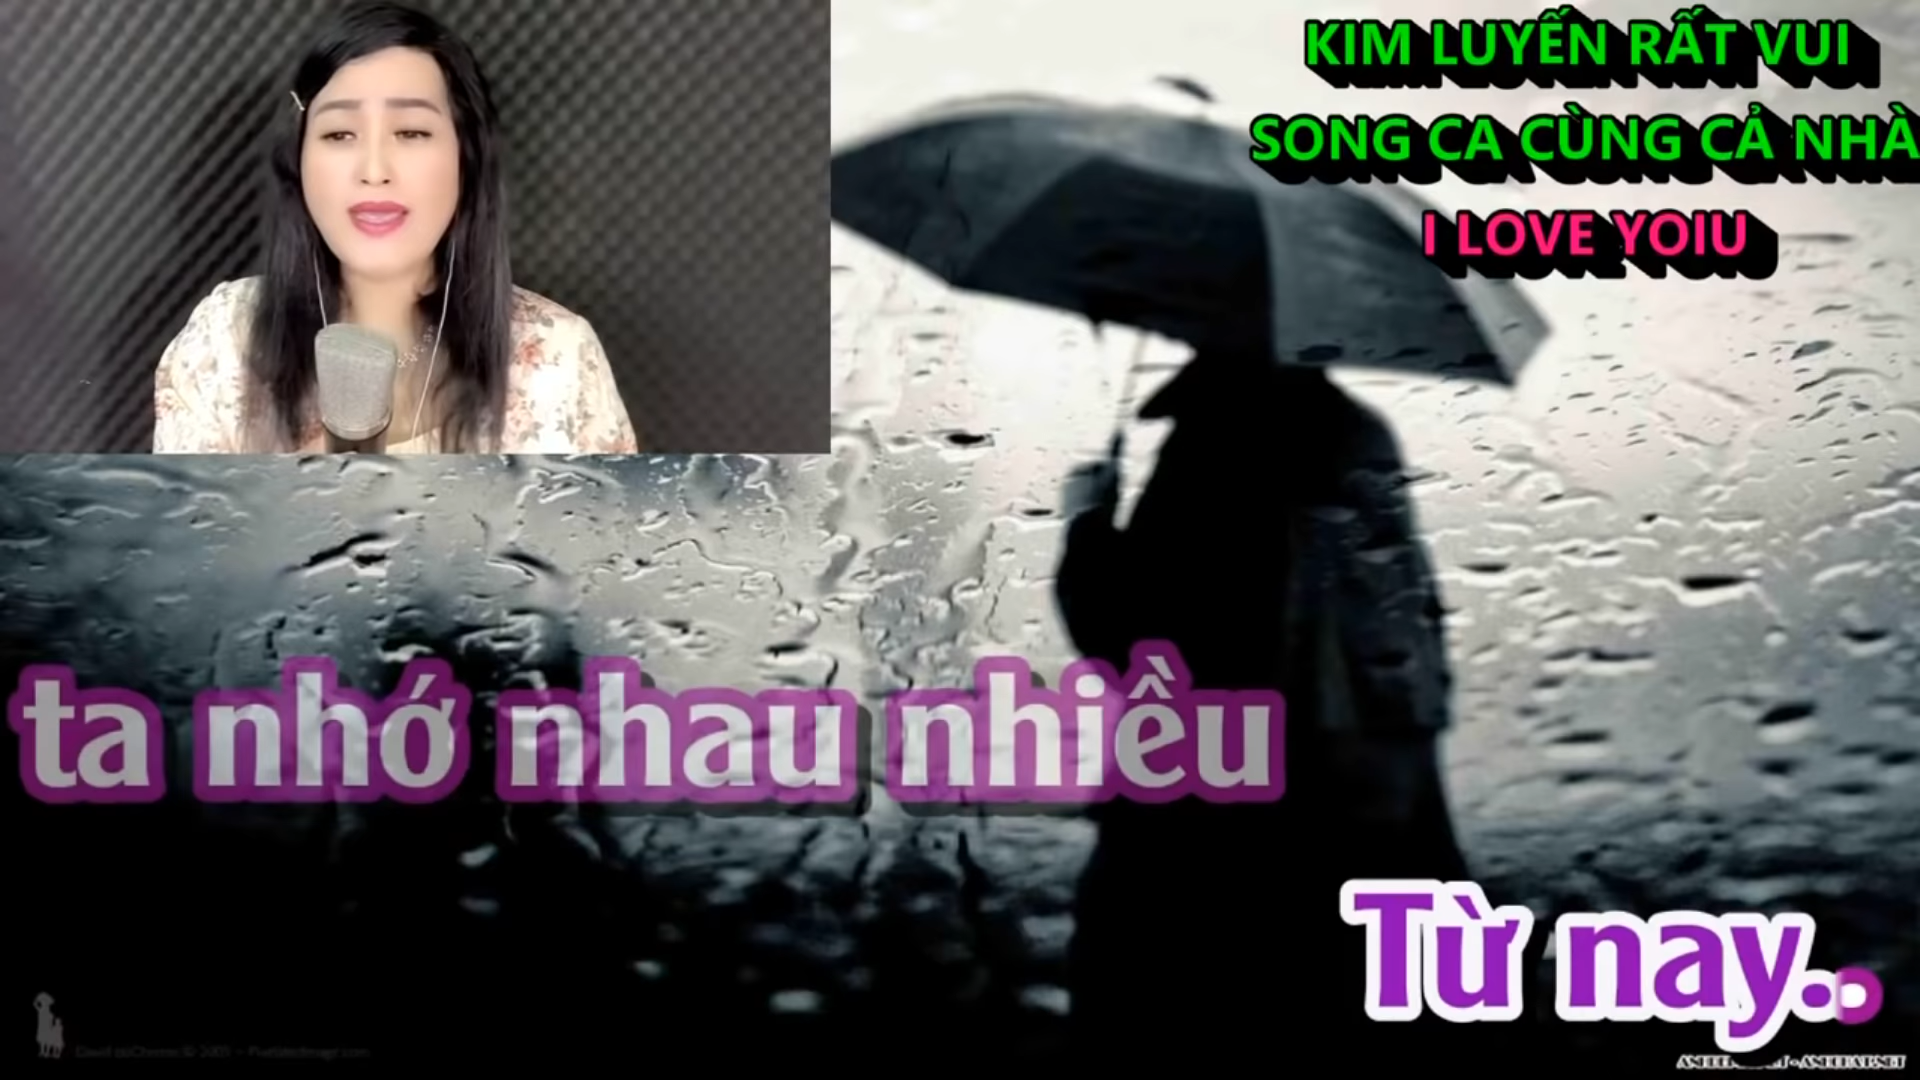 KIM LUYẾN RẤT VUI
SONG CA CÙNG CẢ NHÀ
I LOVE YOIU
ta nhớ nhau nhiều
Từ nay..